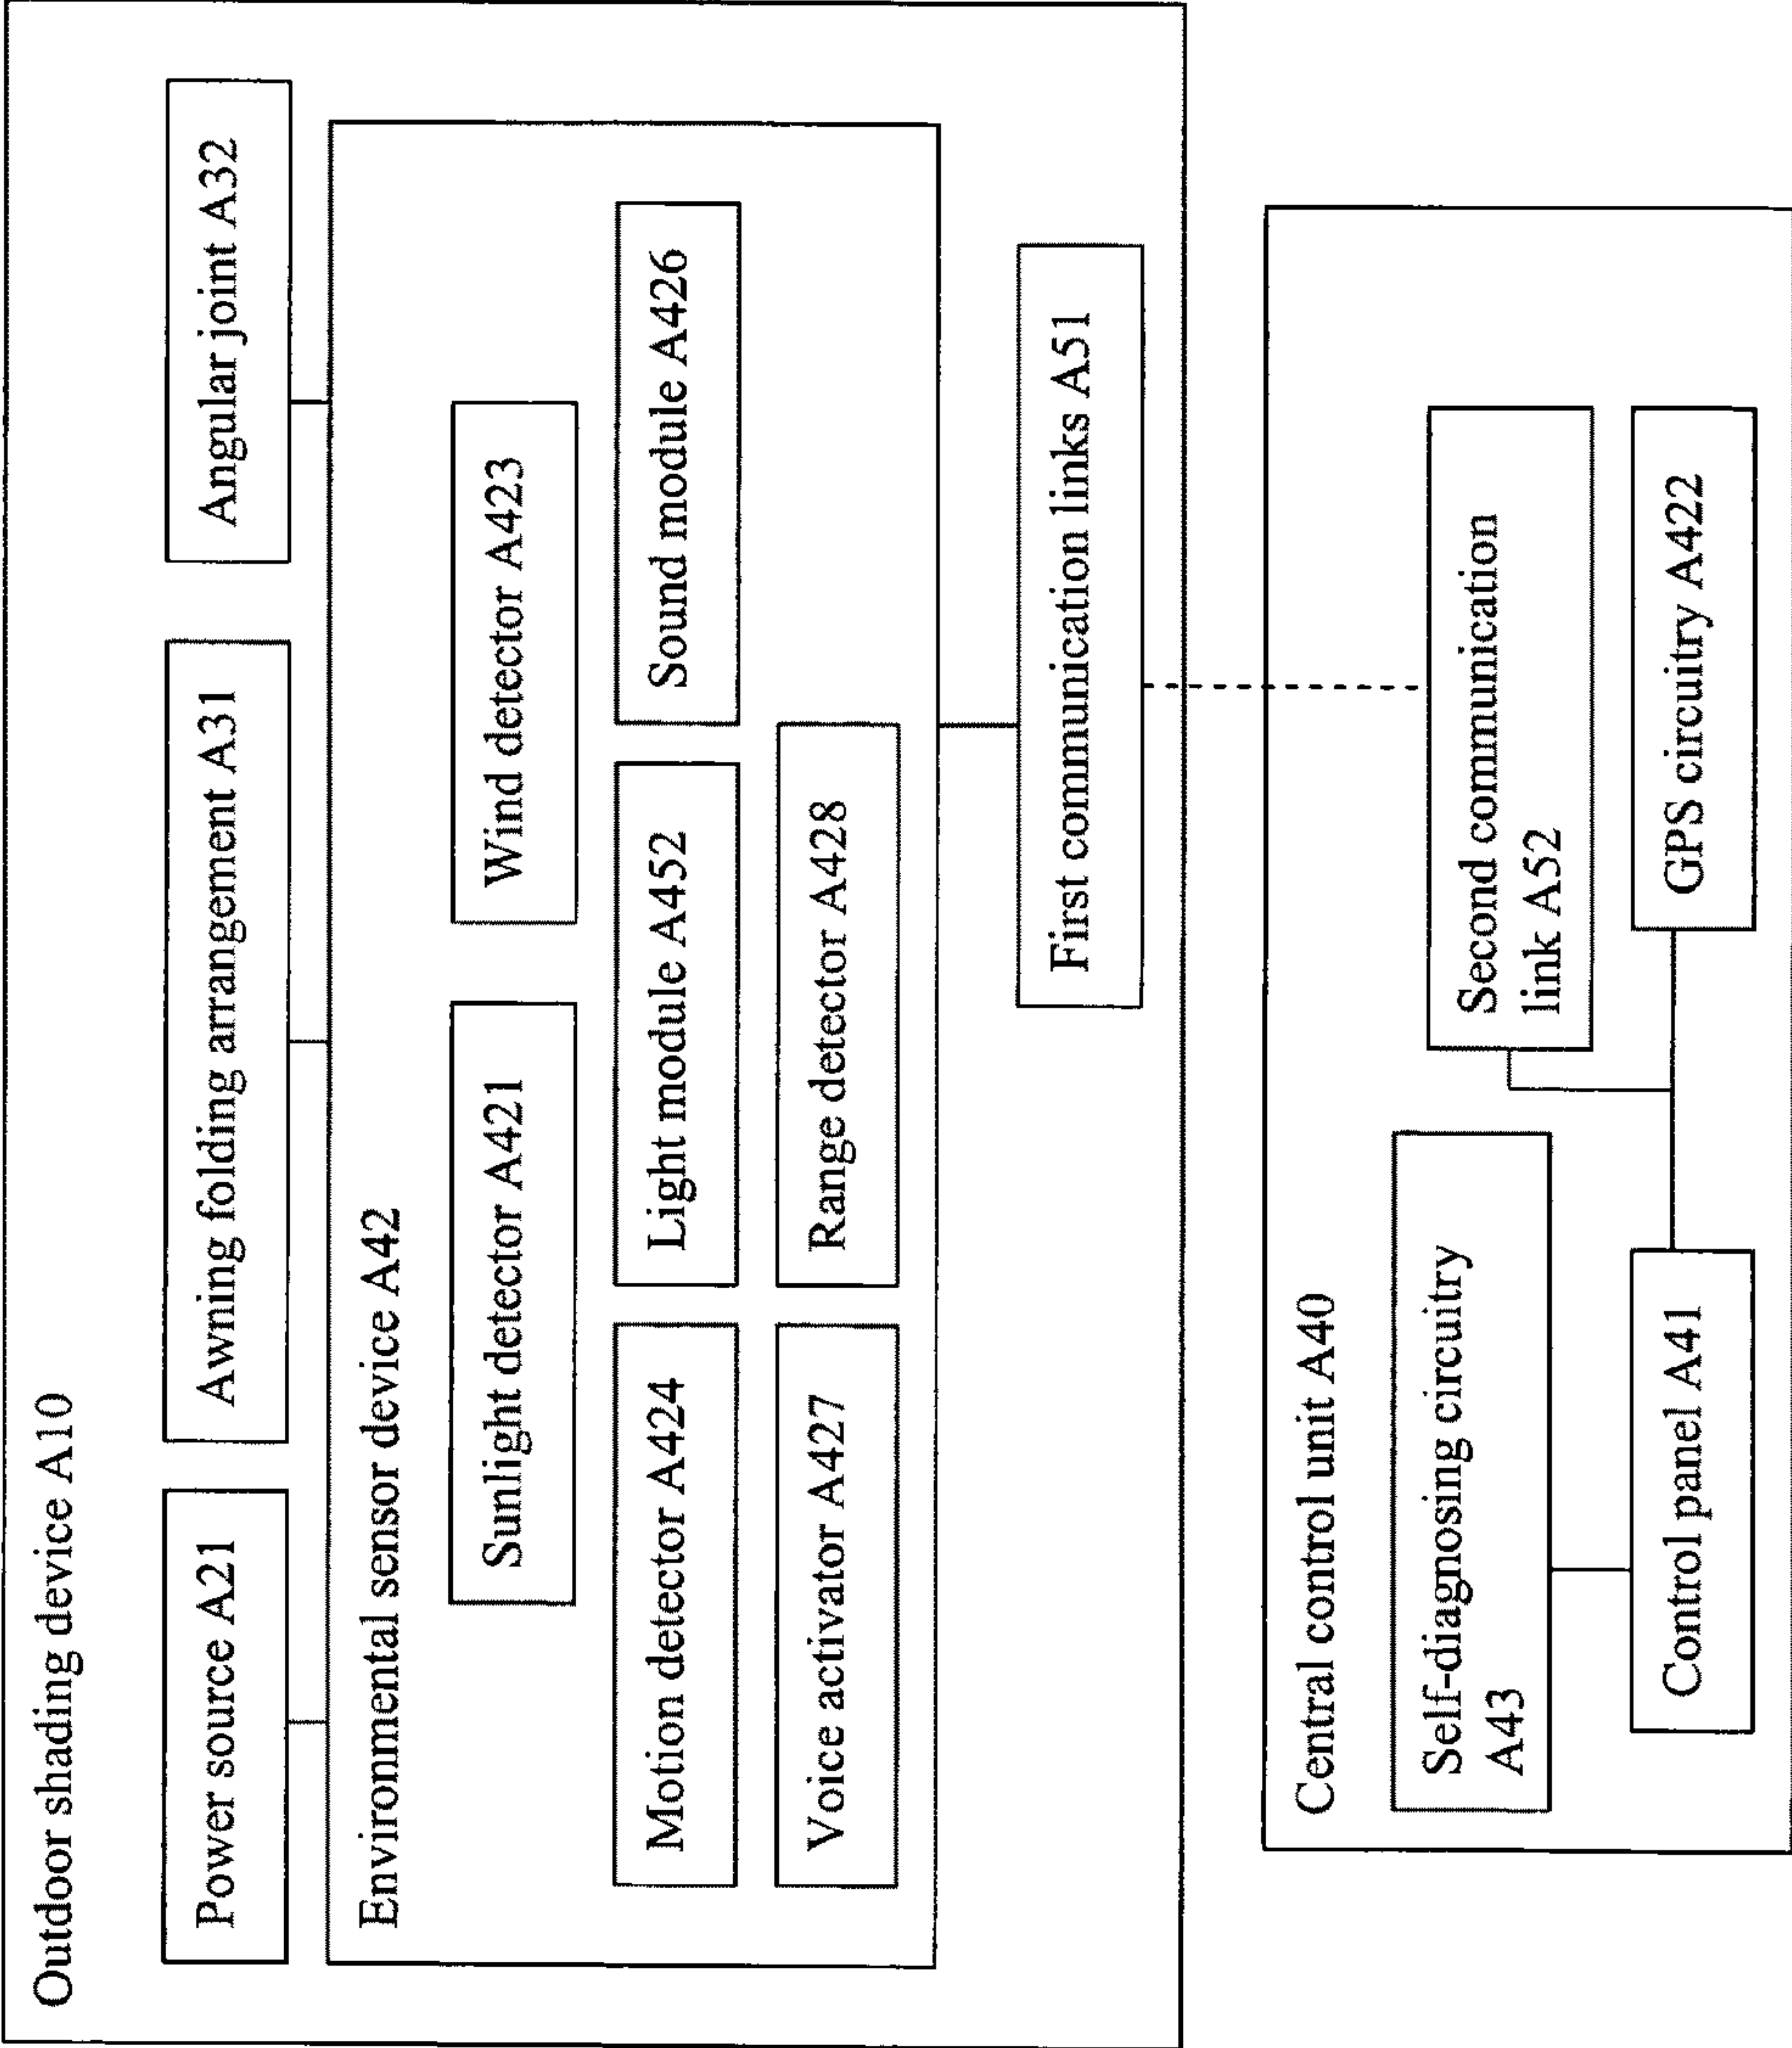 Outdoor shading device A10
Power source A21
Awning folding arrangement A31
Angular joint A32
Environmental sensor device A42
Sunlight detector A421
Wind detector A423
Motion detector A424
Light module A452
Sound module A426
Voice activator A427
Range detector A428
First communication links A51
Central control unit A40
Self-diagnosing circuitry
A43
Second communication
link A52
Control panel A41
GPS circuitry A422